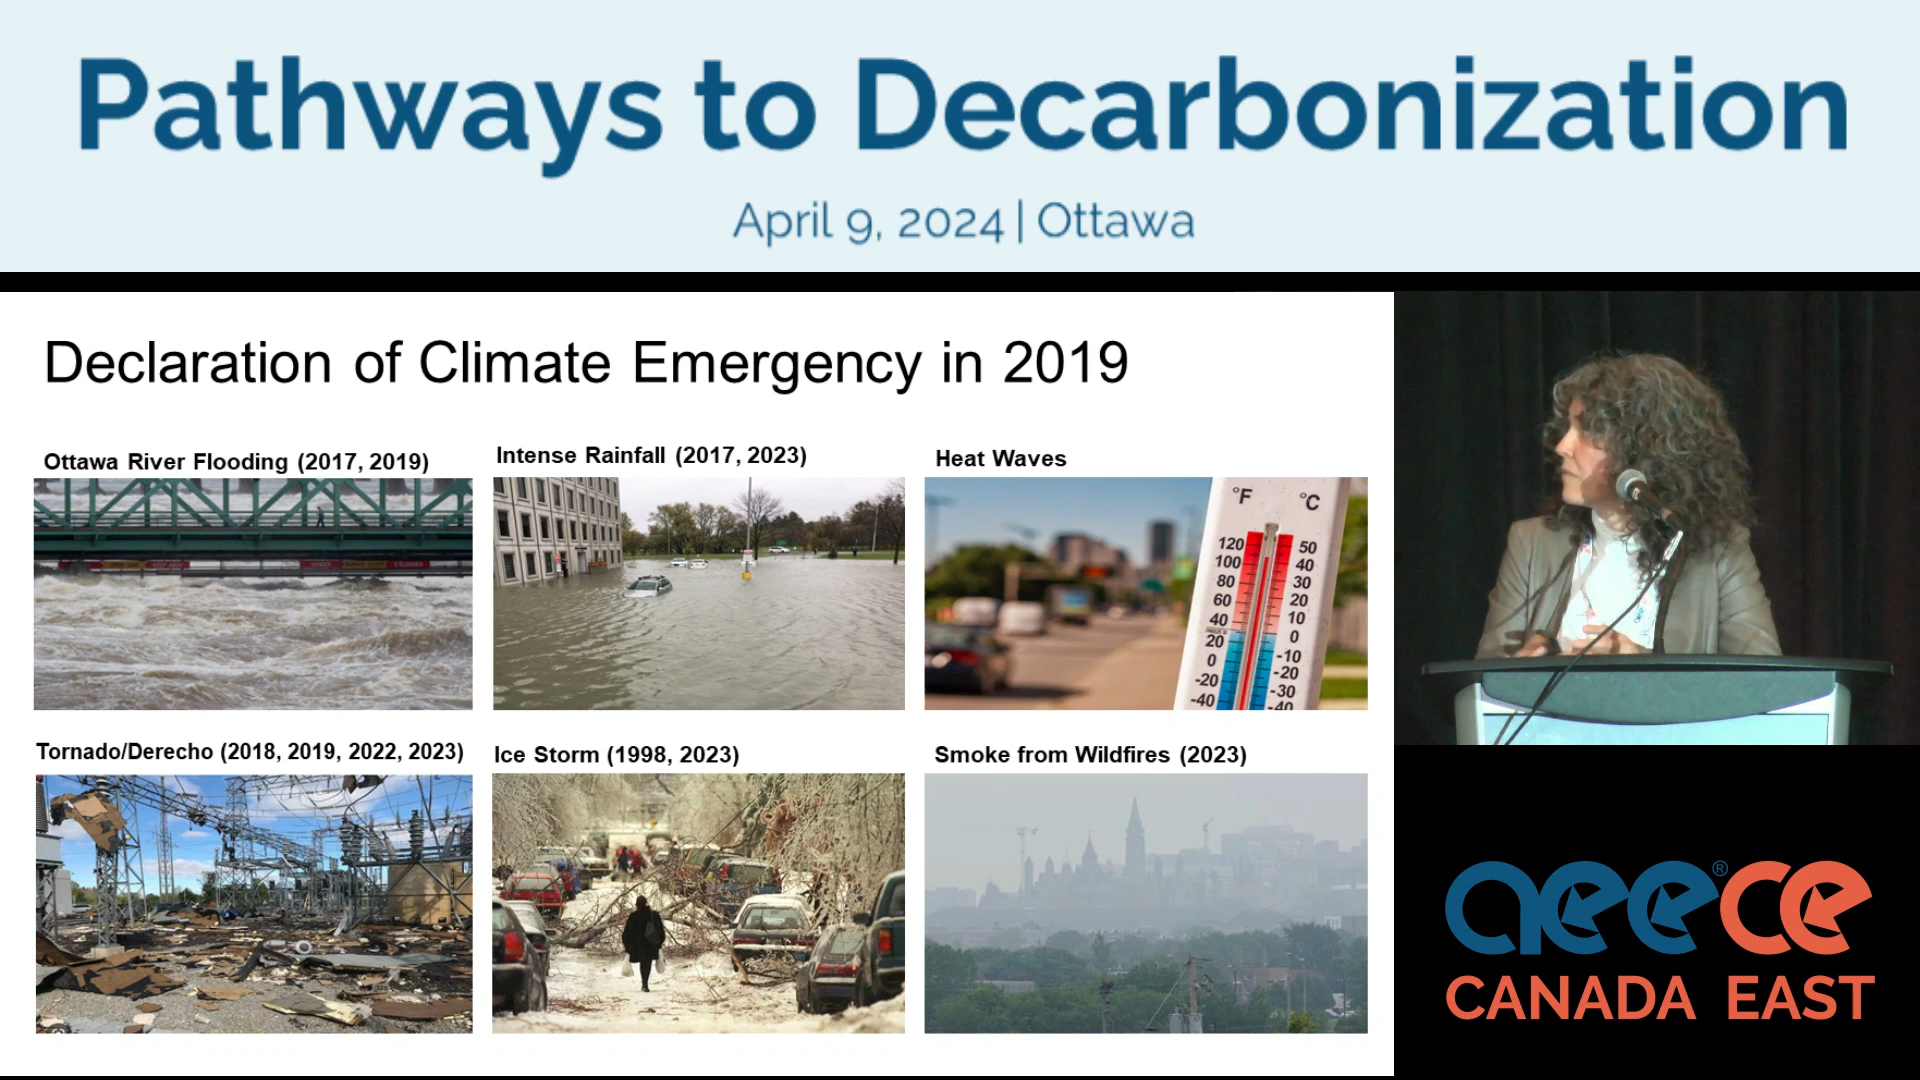 Pathways to Decarbonization
April 9, 2024 | Ottawa
Declaration of Climate Emergency in 2019
Ottawa River Flooding (2017, 2019)
Intense Rainfall (2017, 2023)
Heat Waves
°F °C
120 50
100 40
80 30
60 20
40 10
20 0
0 -10
-20 -20
-40 -30
-40
Tornado/Derecho (2018, 2019, 2022, 2023)
Ice Storm (1998, 2023)
Smoke from Wildfires (2023)
aee®ce
CANADA EAST